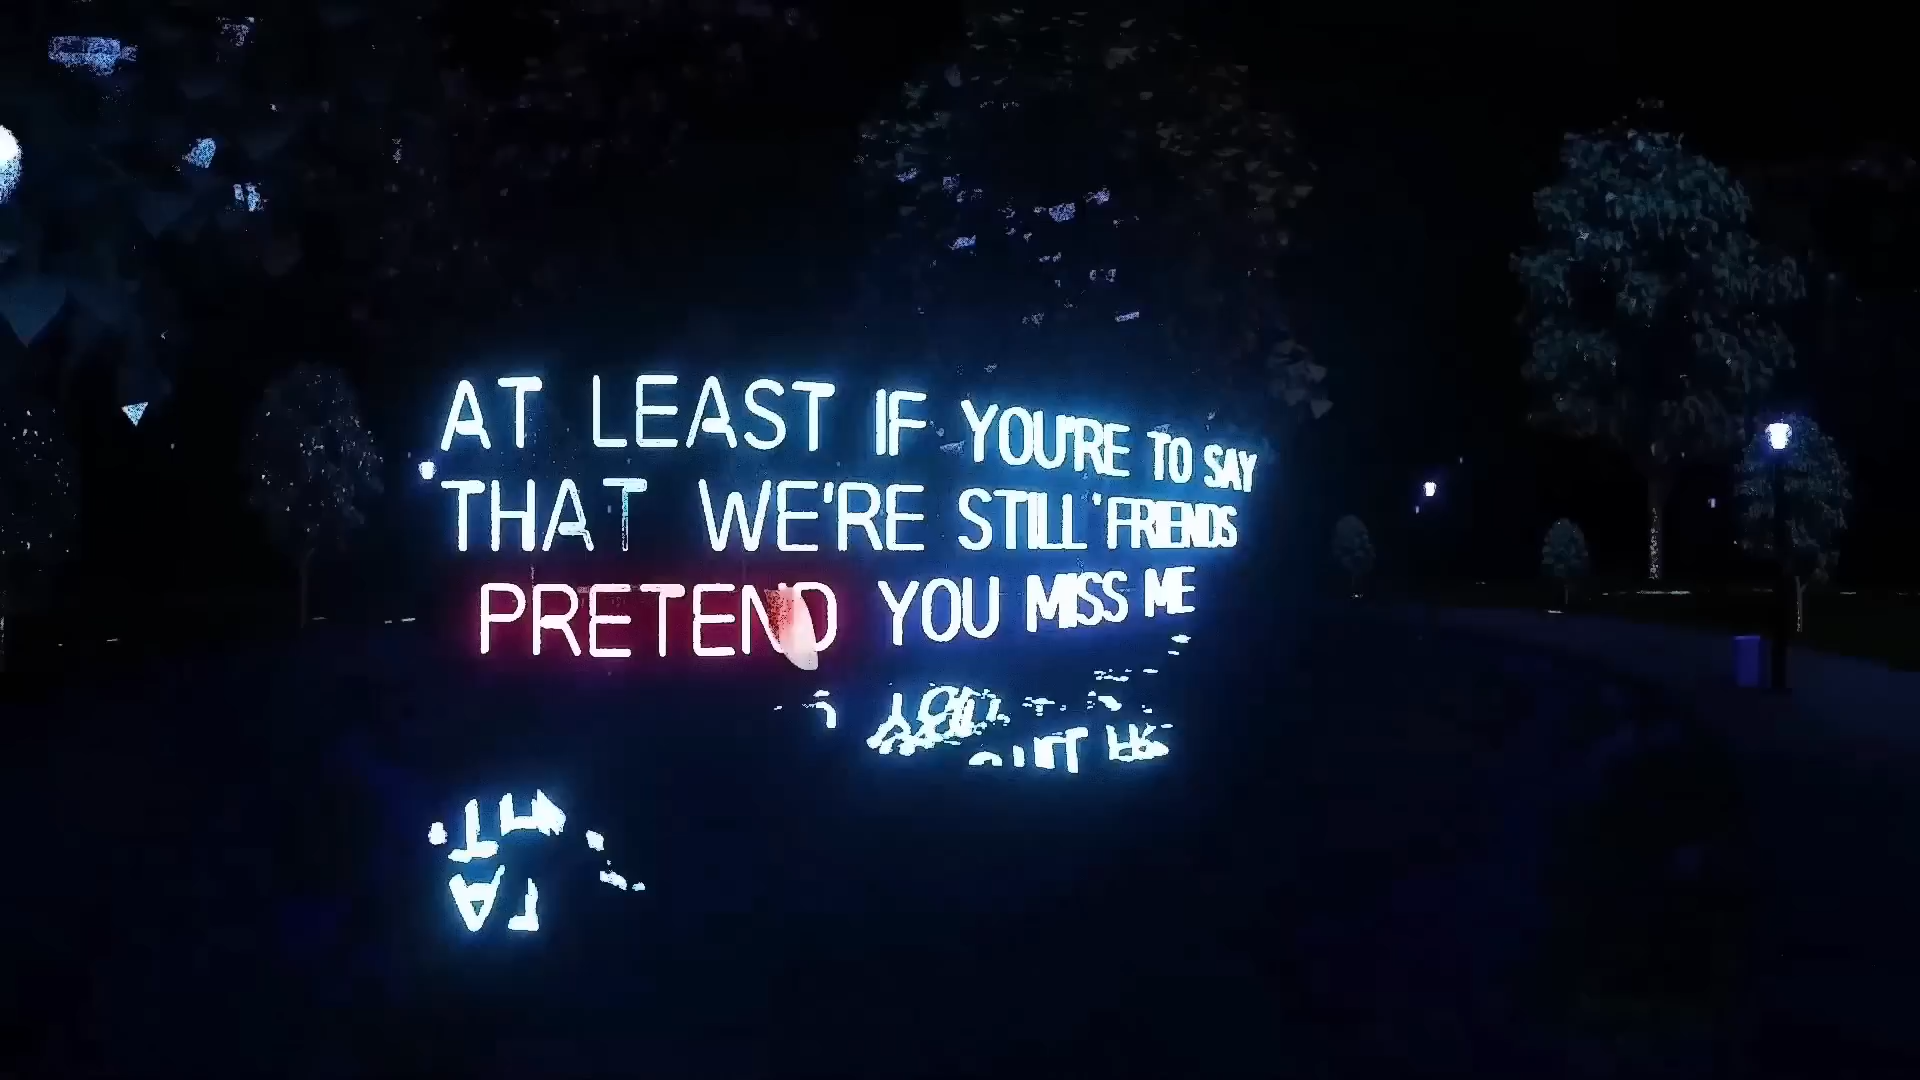 AT LEAST IF YOU'RE TO SAY
THAT WE'RE STILL FRIENDS
PRETEND YOU MISS ME